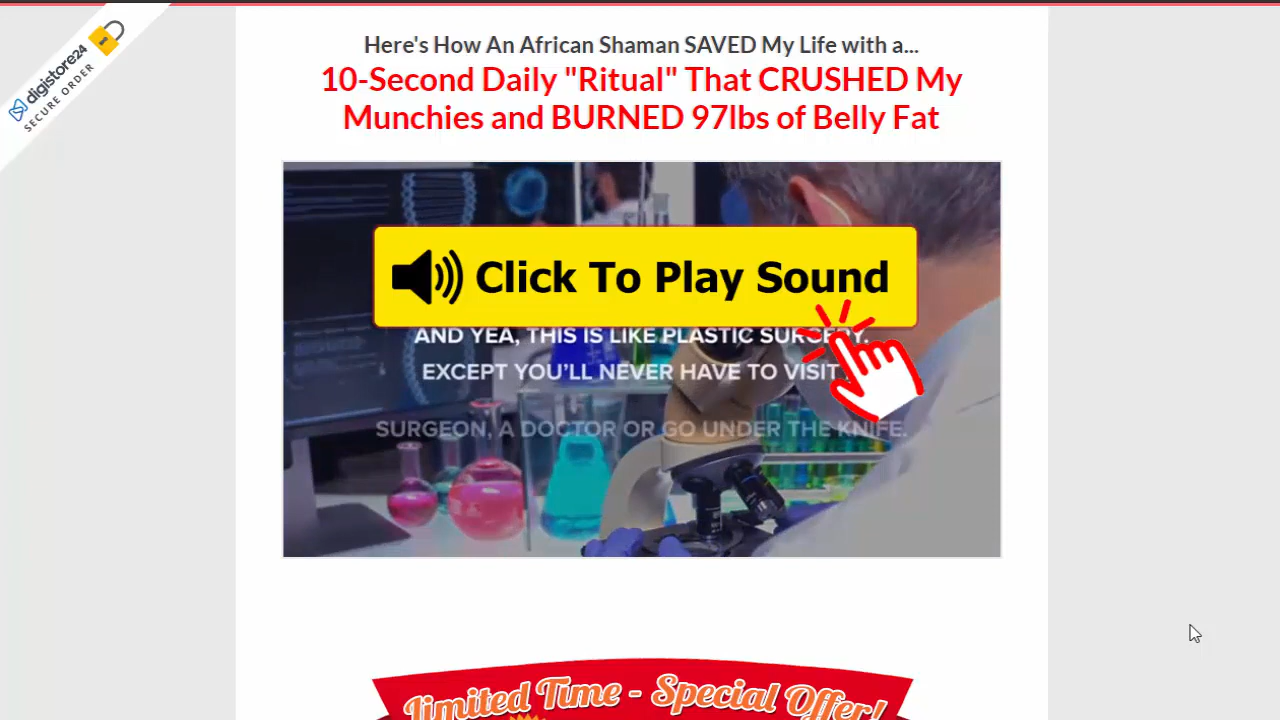 digistore24
SECURE ORDER
Here's How An African Shaman SAVED My Life with a...
10-Second Daily "Ritual" That CRUSHED My
Munchies and BURNED 97lbs of Belly Fat
Click To Play Sound
AND YEA, THIS IS LIKE PLASTIC SURGERY.
EXCEPT YOU'LL NEVER HAVE TO VISIT
SURGEON, A DOCTOR OR GO UNDER THE KNIFE.
Limited Time - Special Offer!